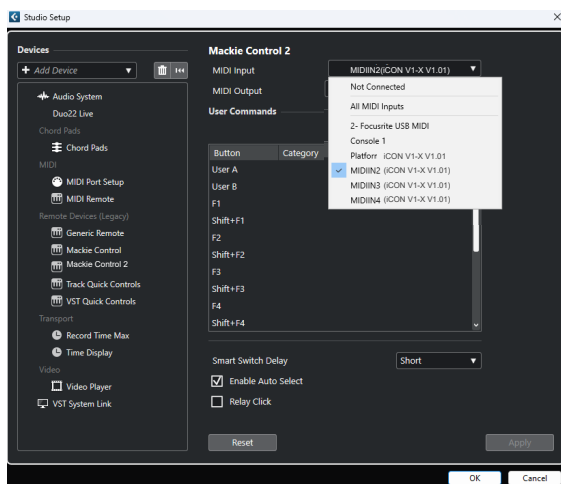 Studio Setup
Devices
+ Add Device
Audio System
Duo22 Live
Chord Pads
Chord Pads
MIDI
MIDI Port Setup
MIDI Remote
Remote Devices (Legacy)
Generic Remote
Mackie Control
Mackie Control 2
Track Quick Controls
VST Quick Controls
Transport
Record Time Max
Time Display
Video
Video Player
VST System Link
Mackie Control 2
MIDI Input MIDIIN2(iCON V1-X V1.01)
MIDI Output
Not Connected
All MIDI Inputs
2- Focusrite USB MIDI
Console 1
Platforr iCON V1-X V1.01
MIDIIN2 (iCON V1-X V1.01)
MIDIIN3 (iCON V1-X V1.01)
MIDIIN4 (iCON V1-X V1.01)
User Commands
Button Category
User A
User B
F1
Shift+F1
F2
Shift+F2
F3
Shift+F3
F4
Shift+F4
Smart Switch Delay Short
Enable Auto Select
Relay Click
Reset Apply
OK Cancel